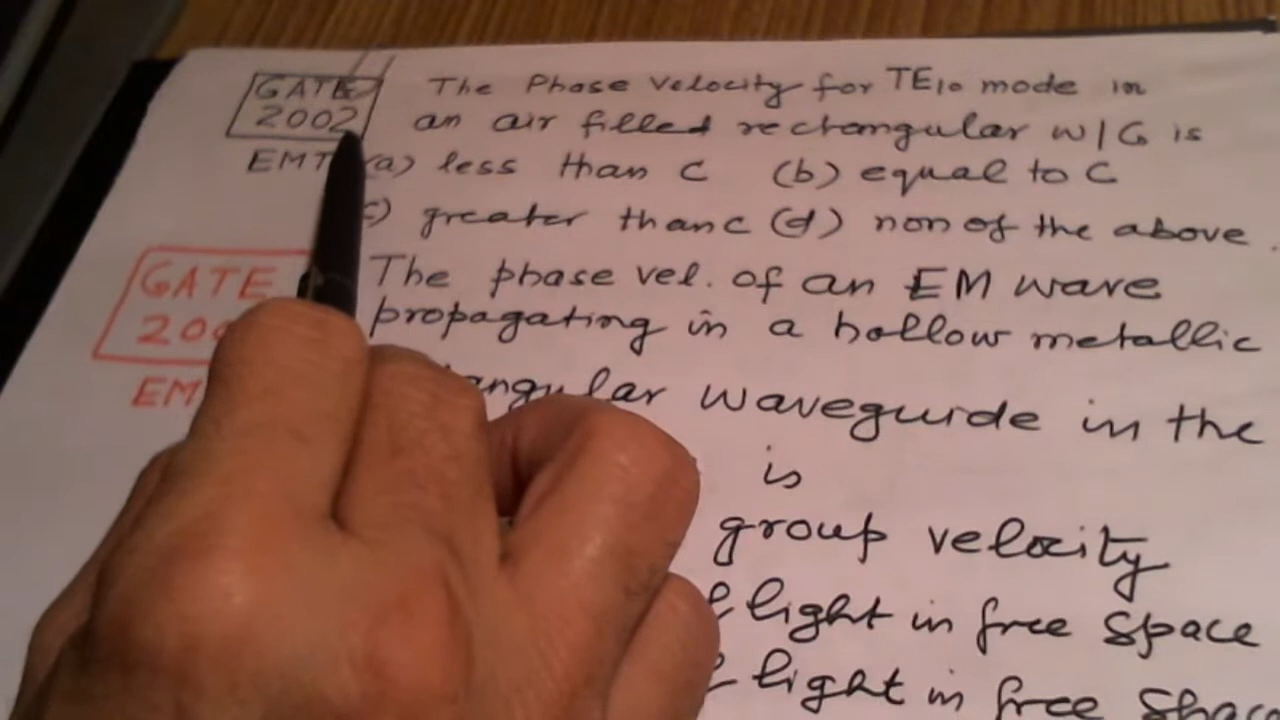 GATE The Phase Velocity for TE10 mode in
2002 an air filled rectangular W/G is
EMT (a) less than C (b) equal to C
c) greater than c (d) non of the above.
GATE The phase vel. of an EM wave
propagating in a hollow metallic
EM waveguide in the
is
group velocity
light in free space
light in free space